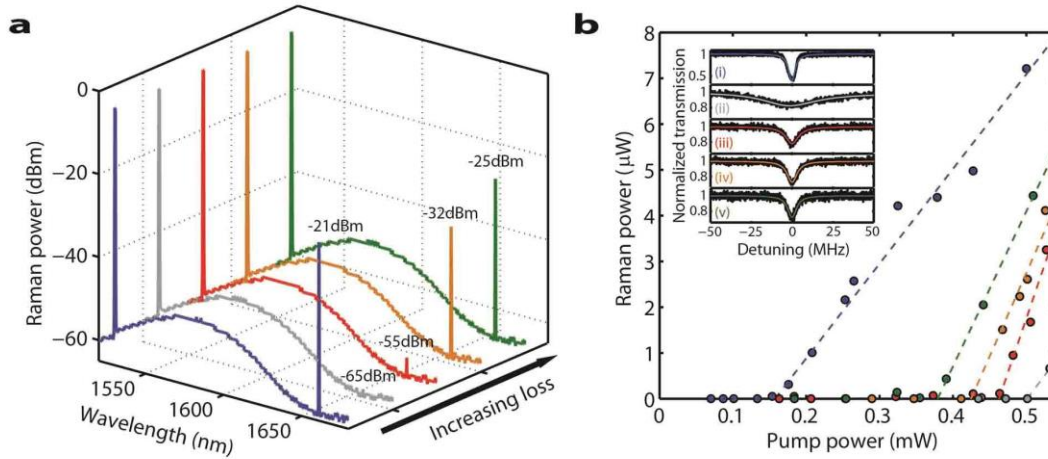 a
Raman power (dBm)
0
−20
−40
−60
1550
1600
1650
Wavelength (nm)
-21dBm
-65dBm
-55dBm
-32dBm
-25dBm
Increasing loss
b
Raman power (μW)
8
7
6
5
4
3
2
1
0
0
0.1
0.2
0.3
0.4
0.5
Pump power (mW)
Normalized transmission
1
0.5
(i)
1
0.8
(ii)
1
0.8
(iii)
1
0.8
(iv)
1
0.8
(v)
−50
0
50
Detuning (MHz)